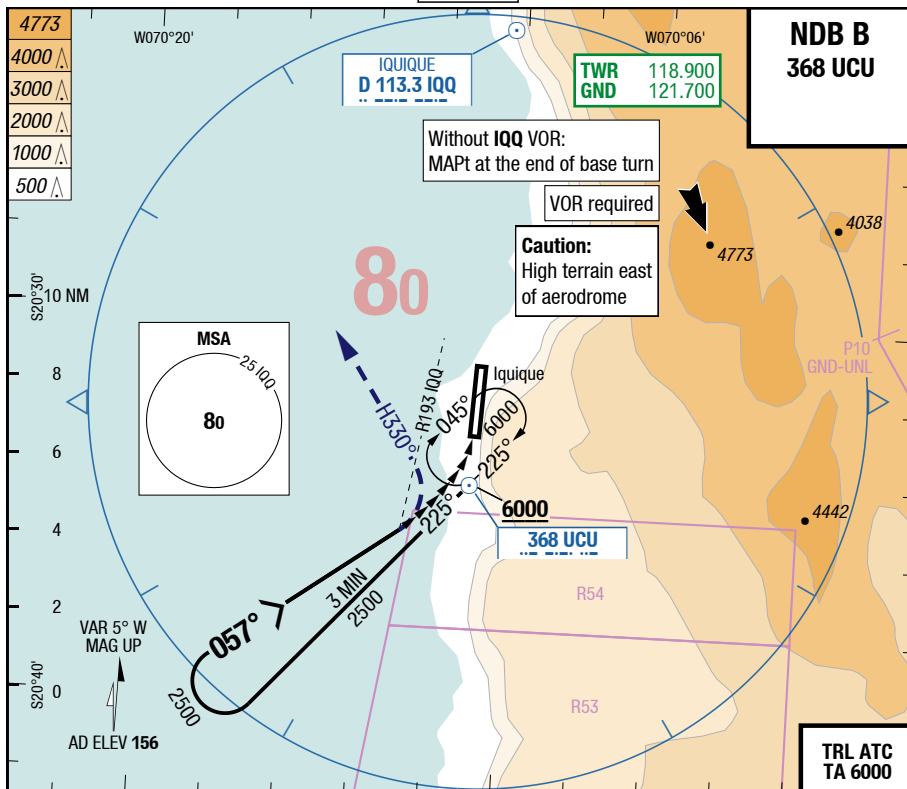 4773
4000
3000
2000
1000
500
W070°20'
W070°06'
NDB B
368 UCU
IQUIQUE
D 113.3 IQQ
TWR 118.900
GND 121.700
Without IQQ VOR:
MAPt at the end of base turn
VOR required
Caution:
High terrain east
of aerodrome
4773
4038
80
S20°30'
10 NM
8
6
4
2
0
S20°40'
MSA
25 IQQ
80
P10
GND-UNL
H330°
R193 IQQ
Iquique
045°
6000
225°
225°
6000
368 UCU
4442
057°
3 MIN
2500
2500
R54
R53
VAR 5° W
MAG UP
AD ELEV 156
TRL ATC
TA 6000